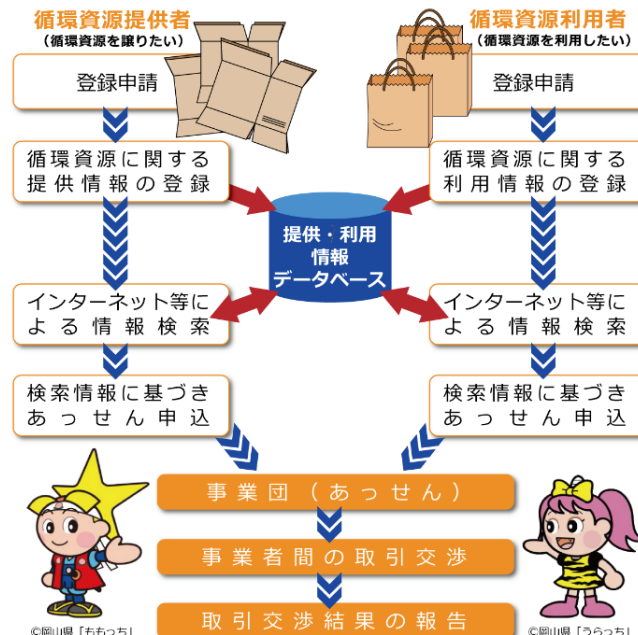 循環資源提供者
（循環資源を譲りたい）
登録申請
循環資源に関する
提供情報の登録
インターネット等に
よる情報検索
検索情報に基づき
あっせん申込
循環資源利用者
（循環資源を利用したい）
登録申請
循環資源に関する
利用情報の登録
インターネット等に
よる情報検索
検索情報に基づき
あっせん申込
提供・利用
情報
データベース
事業団（あっせん）
事業者間の取引交渉
取引交渉結果の報告
©岡山県「ももっち」
©岡山県「うらっち」